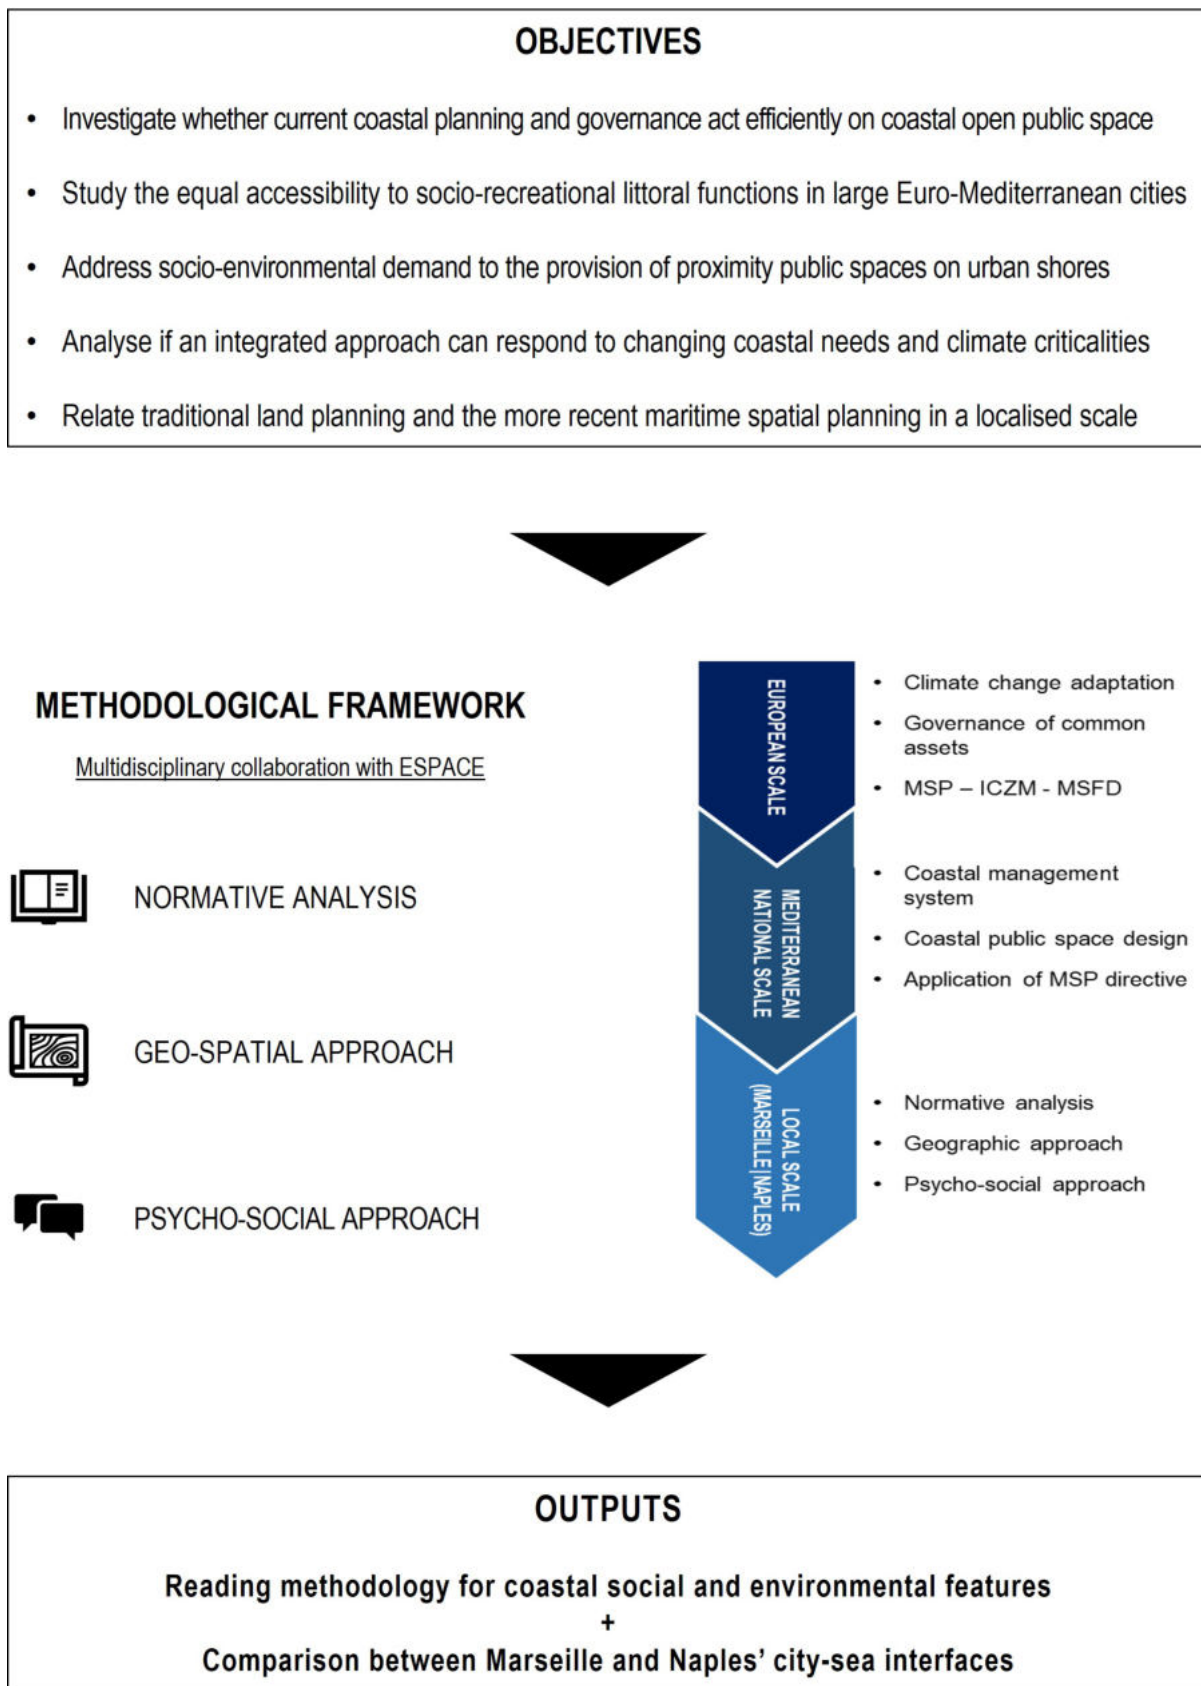 OBJECTIVES
• Investigate whether current coastal planning and governance act efficiently on coastal open public space
• Study the equal accessibility to socio-recreational littoral functions in large Euro-Mediterranean cities
• Address socio-environmental demand to the provision of proximity public spaces on urban shores
• Analyse if an integrated approach can respond to changing coastal needs and climate criticalities
• Relate traditional land planning and the more recent maritime spatial planning in a localised scale
METHODOLOGICAL FRAMEWORK
Multidisciplinary collaboration with ESPACE
NORMATIVE ANALYSIS
GEO-SPATIAL APPROACH
PSYCHO-SOCIAL APPROACH
EUROPEAN SCALE
• Climate change adaptation
• Governance of common
assets
• MSP – ICZM - MSFD
MEDITERRANEAN
NATIONAL SCALE
• Coastal management
system
• Coastal public space design
• Application of MSP directive
LOCAL SCALE
(MARSEILLE|NAPLES)
• Normative analysis
• Geographic approach
• Psycho-social approach
OUTPUTS
Reading methodology for coastal social and environmental features
+
Comparison between Marseille and Naples’ city-sea interfaces